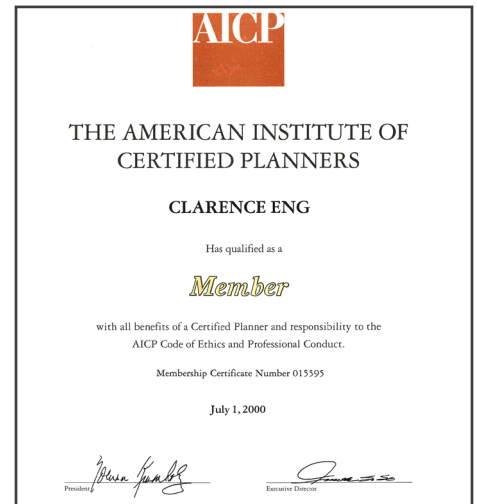 AICP
THE AMERICAN INSTITUTE OF
CERTIFIED PLANNERS
CLARENCE ENG
Has qualified as a
Member
with all benefits of a Certified Planner and responsibility to the
AICP Code of Ethics and Professional Conduct.
Membership Certificate Number 015595
July 1, 2000
President
Executive Director